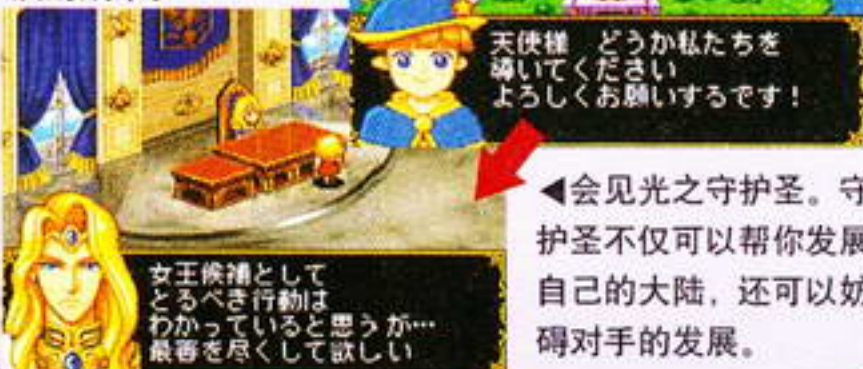 天使様　どうか私たちを
導いてください
よろしくお願いするです！
◀会见光之守护圣。守
护圣不仅可以帮你发展
自己的大陆，还可以妨
碍对手的发展。
女王候補として
とるべき行動は
わかっていると思うが…
最善を尽くして欲しい